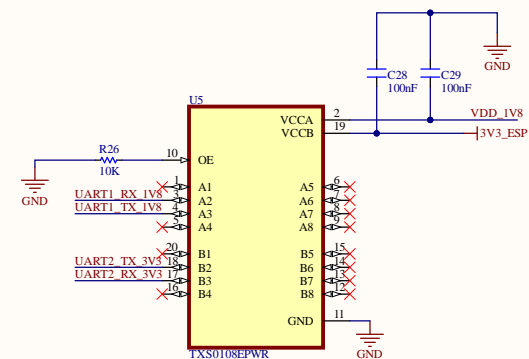 C28
100nF
C29
100nF
GND
U5
VCCA
2
VDD_1V8
VCCB
19
3V3_ESP
R26
10K
10
OE
GND
1
A1
A5
6
UART1_RX_1V8
3
A2
A6
7
UART1_TX_1V8
4
A3
A7
8
5
A4
A8
9
20
B1
B5
15
UART2_TX_3V3
18
B2
B6
14
UART2_RX_3V3
17
B3
B7
13
16
B4
B8
12
GND
11
TXS0108EPWR
GND